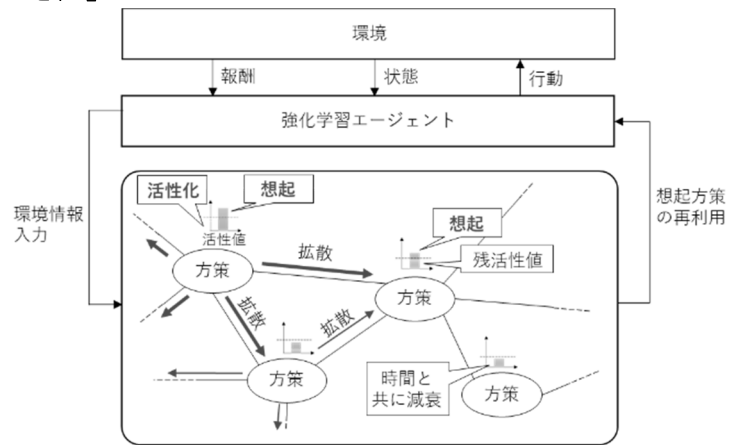 環境
報酬
状態
行動
強化学習エージェント
環境情報
入力
想起方策
の再利用
活性化
想起
活性値
拡散
想起
残活性値
方策
方策
拡散
拡散
方策
時間と
共に減衰
方策